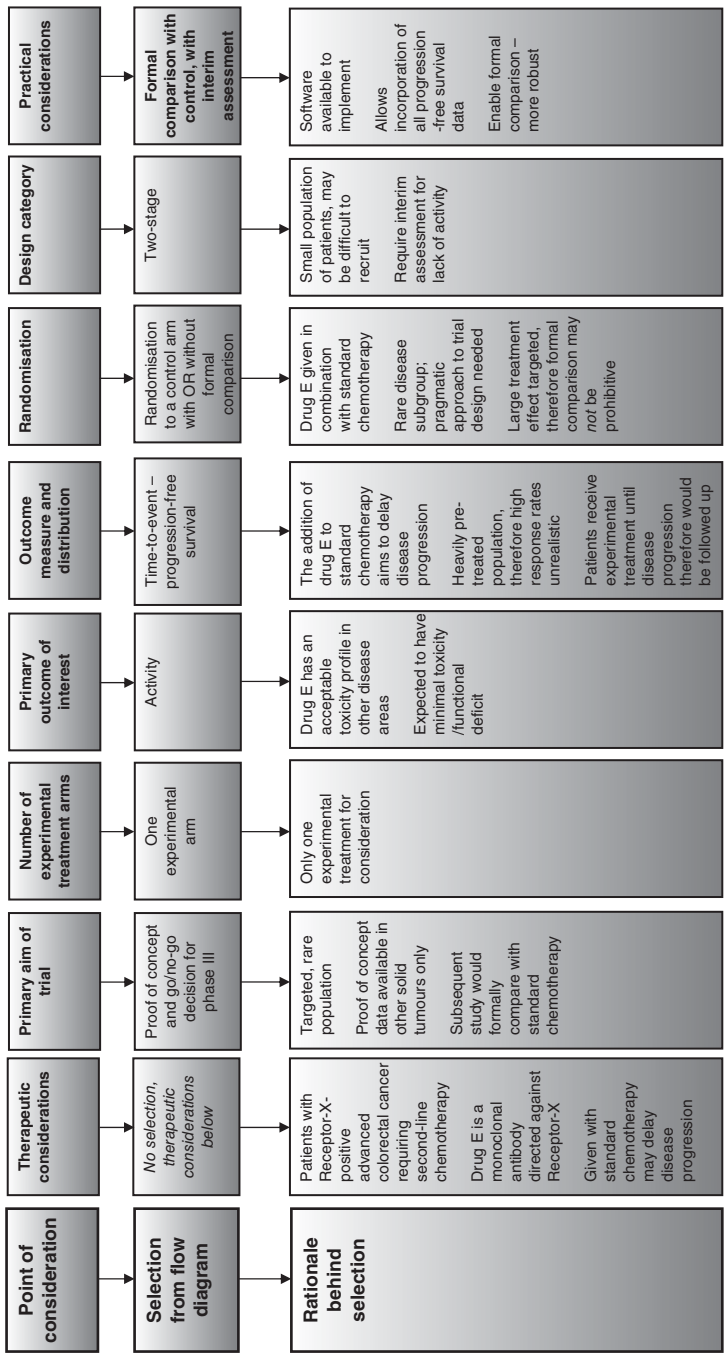 Point of
consideration
Selection
from flow
diagram
Rationale
behind
selection
Therapeutic
considerations
No selection,
therapeutic
considerations
below
Patients with
Receptor-X-
positive
advanced
colorectal cancer
requiring
second-line
chemotherapy
Drug E is a
monoclonal
antibody
directed against
Receptor-X
Given with
standard
chemotherapy
may delay
disease
progression
Primary aim of
trial
Proof of concept
and go/no-go
decision for
phase III
Targeted, rare
population
Proof of concept
data available in
other solid
tumours only
Subsequent
study would
formally
compare with
standard
chemotherapy
Number of
experimental
treatment arms
One
experimental
arm
Only one
experimental
treatment for
consideration
Primary
outcome of
interest
Activity
Drug E has an
acceptable
toxicity profile in
other disease
areas
Expected to have
minimal toxicity
/functional
deficit
Outcome
measure and
distribution
Time-to-event –
progression-free
survival
The addition of
drug E to
standard
chemotherapy
aims to delay
disease
progression
Heavily pre-
treated
population,
therefore high
response rates
unrealistic
Patients receive
experimental
treatment until
disease
progression
therefore would
be followed up
Randomisation
Randomisation
to a control arm
with OR without
formal
comparison
Drug E given in
combination
with standard
chemotherapy
Rare disease
subgroup;
pragmatic
approach to trial
design needed
Large treatment
effect targeted,
therefore formal
comparison may
not be
prohibitive
Design category
Two-stage
Small population
of patients, may
be difficult to
recruit
Require interim
assessment for
lack of activity
Practical
considerations
Formal
comparison with
control, with
interim
assessment
Software
available to
implement
Allows
incorporation of
all progression
-free survival
data
Enable formal
comparison –
more robust